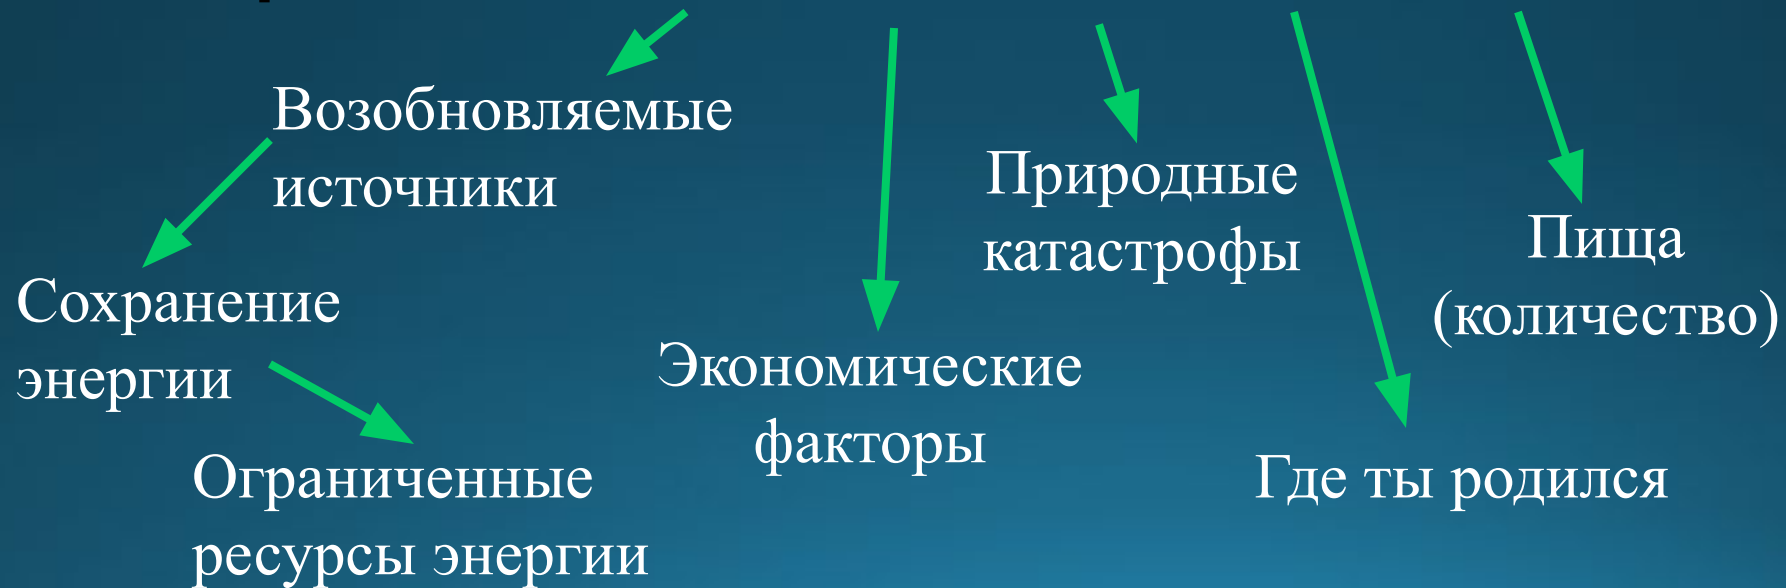 Возобновляемые
источники
Природные
катастрофы
Пища
(количество)
Сохранение
энергии
Экономические
факторы
Где ты родился
Ограниченные
ресурсы энергии